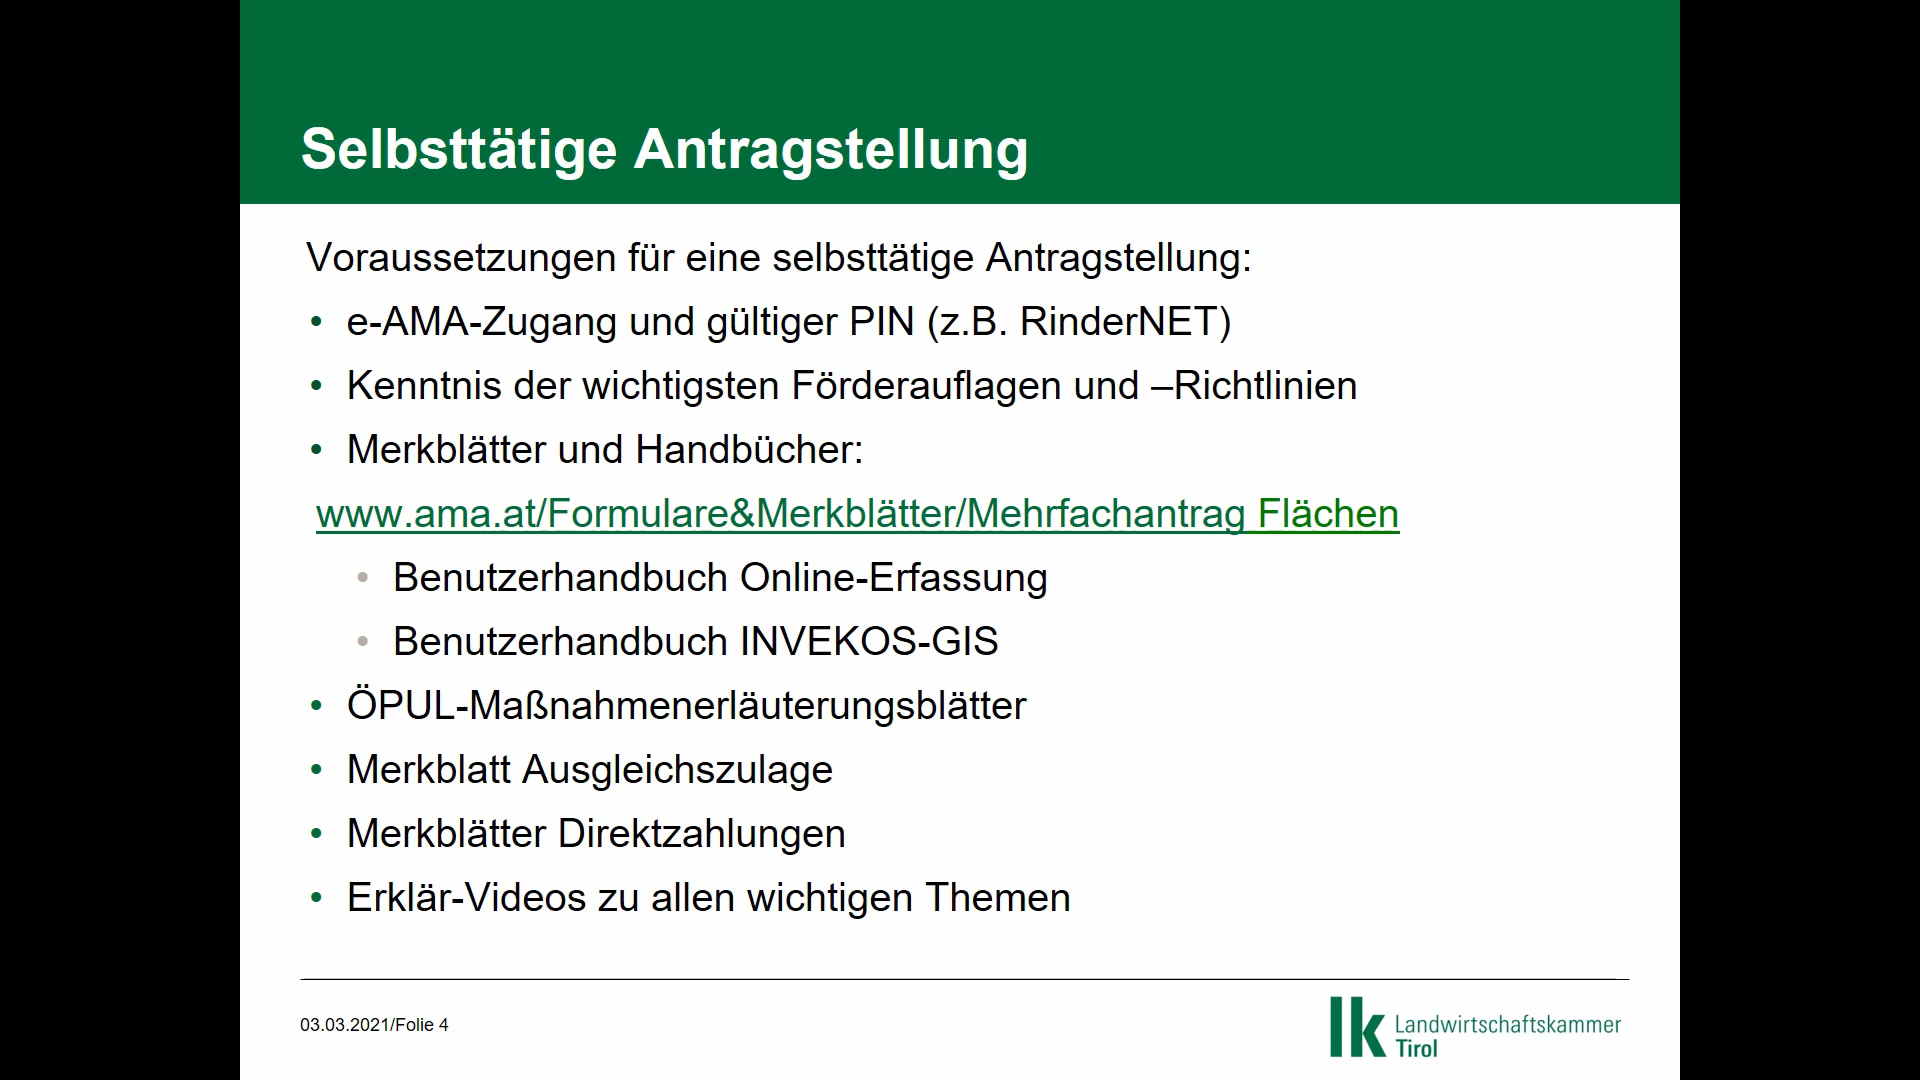 Selbsttätige Antragstellung
Voraussetzungen für eine selbsttätige Antragstellung:
• e-AMA-Zugang und gültiger PIN (z.B. RinderNET)
• Kenntnis der wichtigsten Förderauflagen und –Richtlinien
• Merkblätter und Handbücher:
www.ama.at/Formulare&Merkblätter/Mehrfachantrag Flächen
• Benutzerhandbuch Online-Erfassung
• Benutzerhandbuch INVEKOS-GIS
• ÖPUL-Maßnahmenerläuterungsblätter
• Merkblatt Ausgleichszulage
• Merkblätter Direktzahlungen
• Erklär-Videos zu allen wichtigen Themen
03.03.2021/Folie 4
lk Landwirtschaftskammer
Tirol